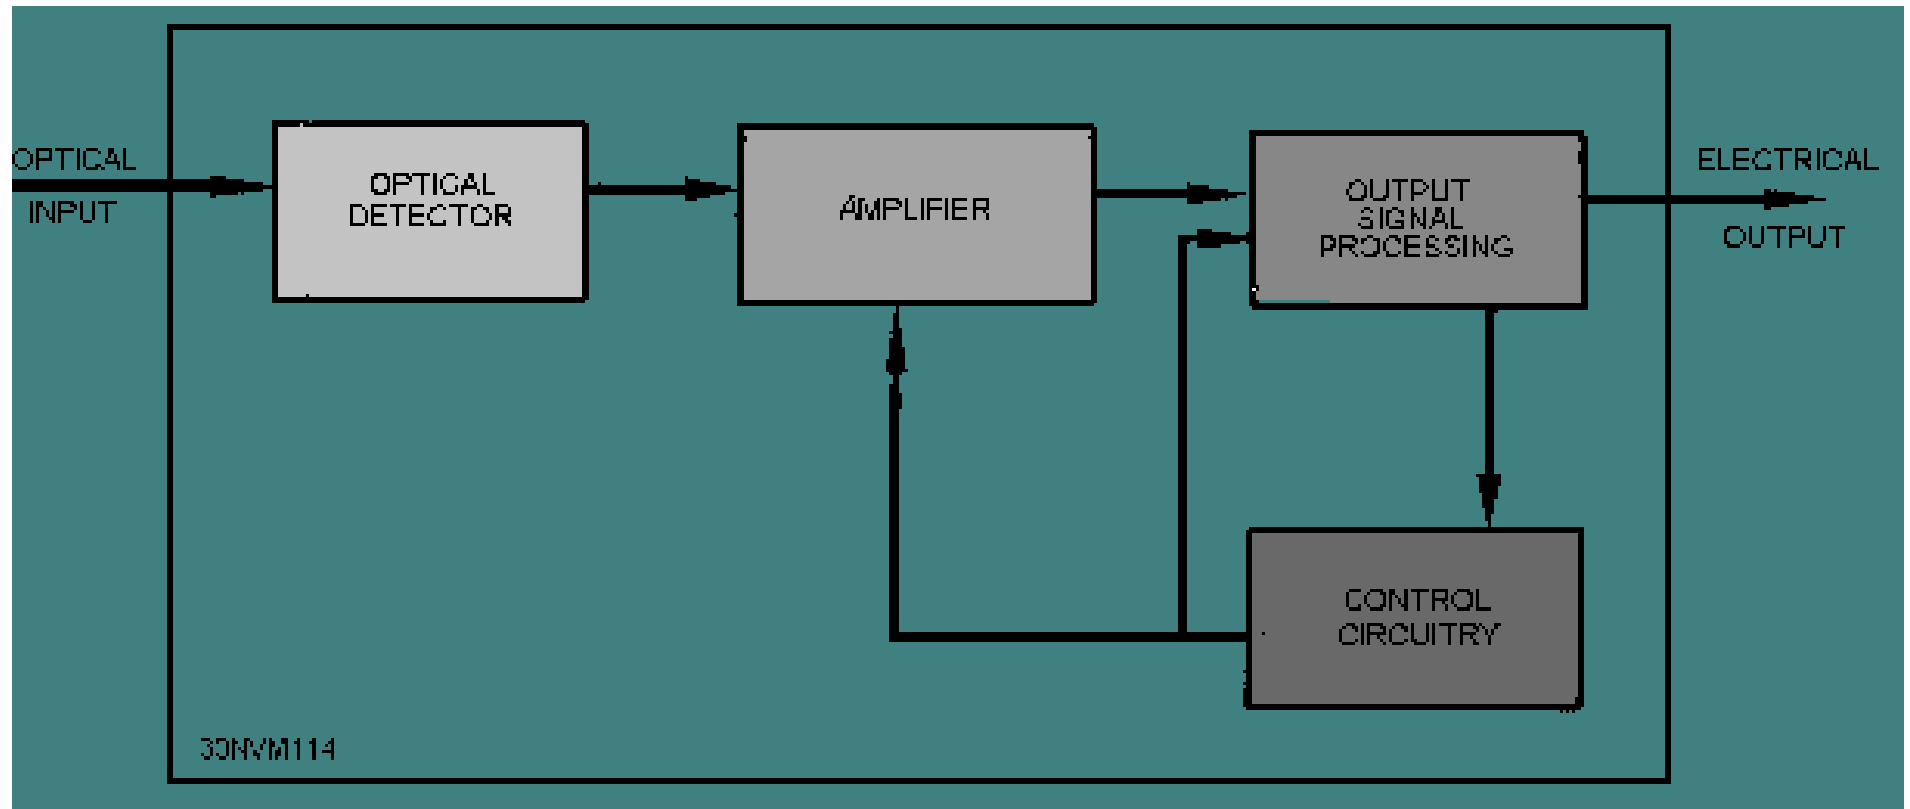 OPTICAL
INPUT
OPTICAL
DETECTOR
AMPLIFIER
OUTPUT
SIGNAL
PROCESSING
ELECTRICAL
OUTPUT
CONTROL
CIRCUITRY
30NVM114